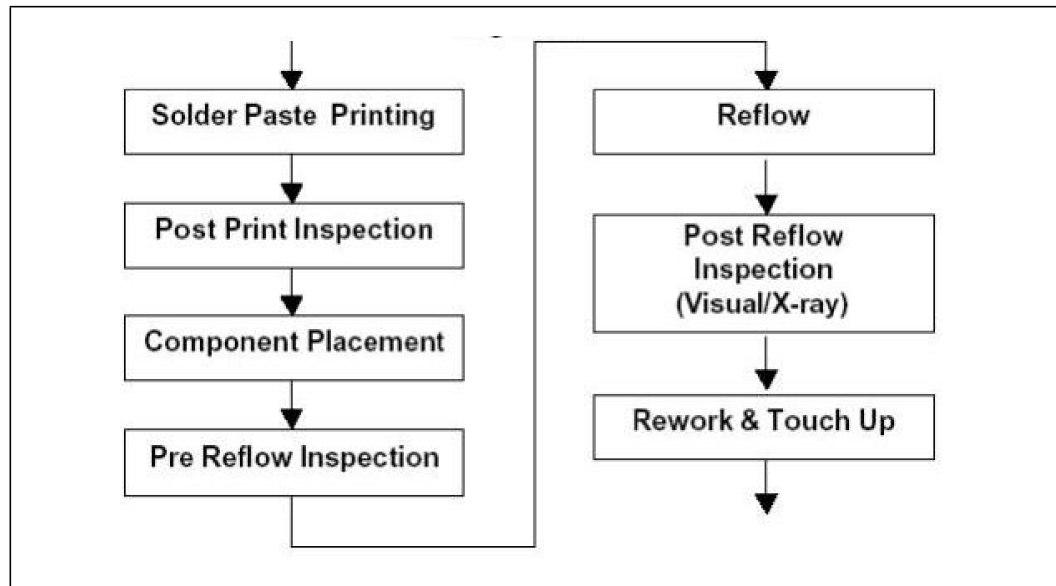 Solder Paste Printing
Post Print Inspection
Component Placement
Pre Reflow Inspection
Reflow
Post Reflow
Inspection
(Visual/X-ray)
Rework & Touch Up